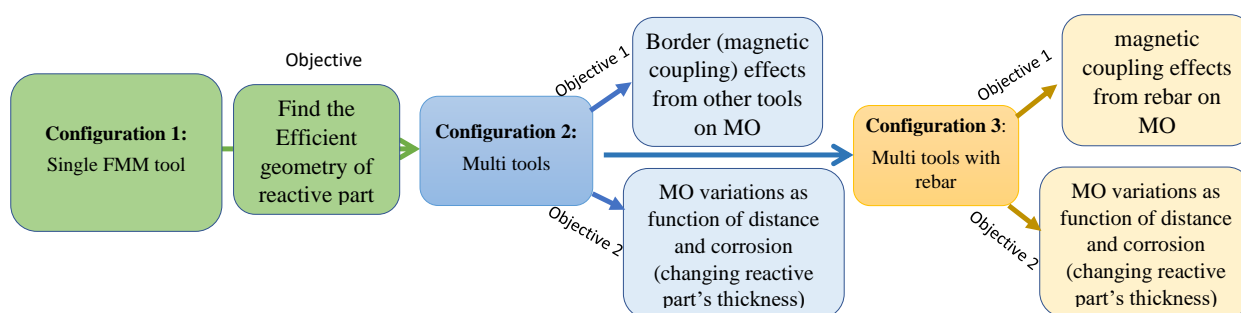 Configuration 1:
Single FMM tool
Objective
Find the
Efficient
geometry of
reactive part
Configuration 2:
Multi tools
Objective 1
Border (magnetic
coupling) effects
from other tools
on MO
Objective 2
MO variations as
function of distance
and corrosion
(changing reactive
part’s thickness)
Configuration 3:
Multi tools with
rebar
Objective 1
magnetic
coupling effects
from rebar on
MO
Objective 2
MO variations as
function of distance
and corrosion
(changing reactive
part’s thickness)